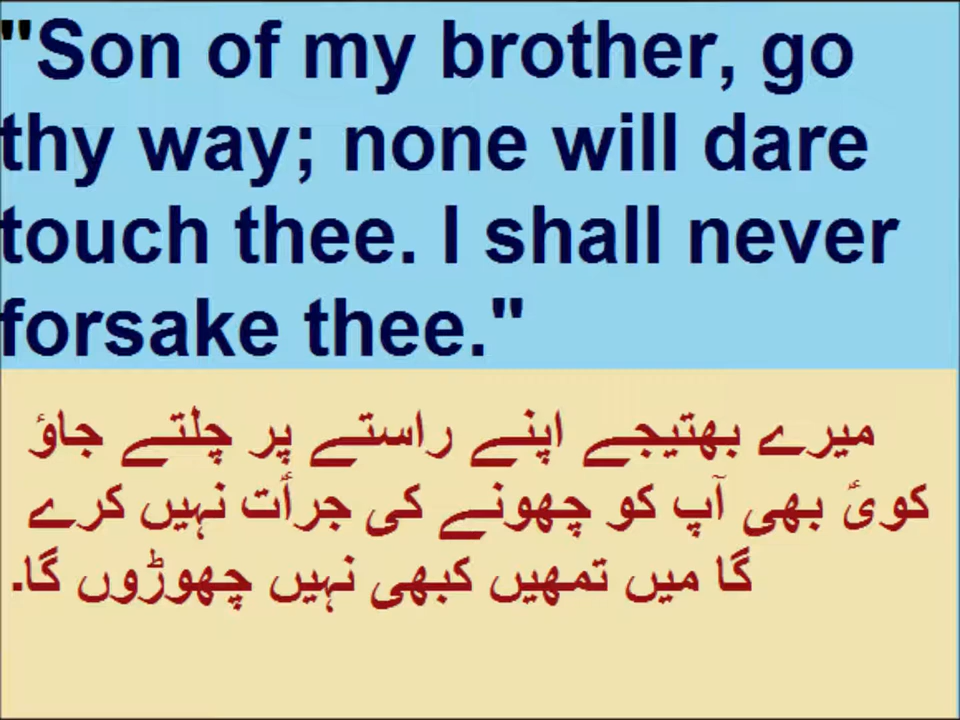 "Son of my brother, go
thy way; none will dare
touch thee. I shall never
forsake thee."
میرے بھتیجے اپنے راستے پر چلتے جاؤ
کوئ بھی آپ کو چھونے کی جرأت نہیں کرے
گا میں تمھیں کبھی نہیں چھوڑوں گا.